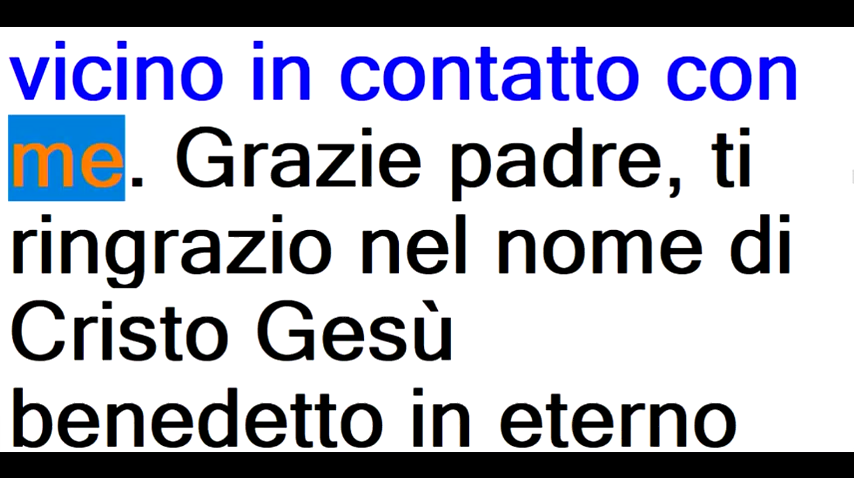 vicino in contatto con
me. Grazie padre, ti
ringrazio nel nome di
Cristo Gesù
benedetto in eterno